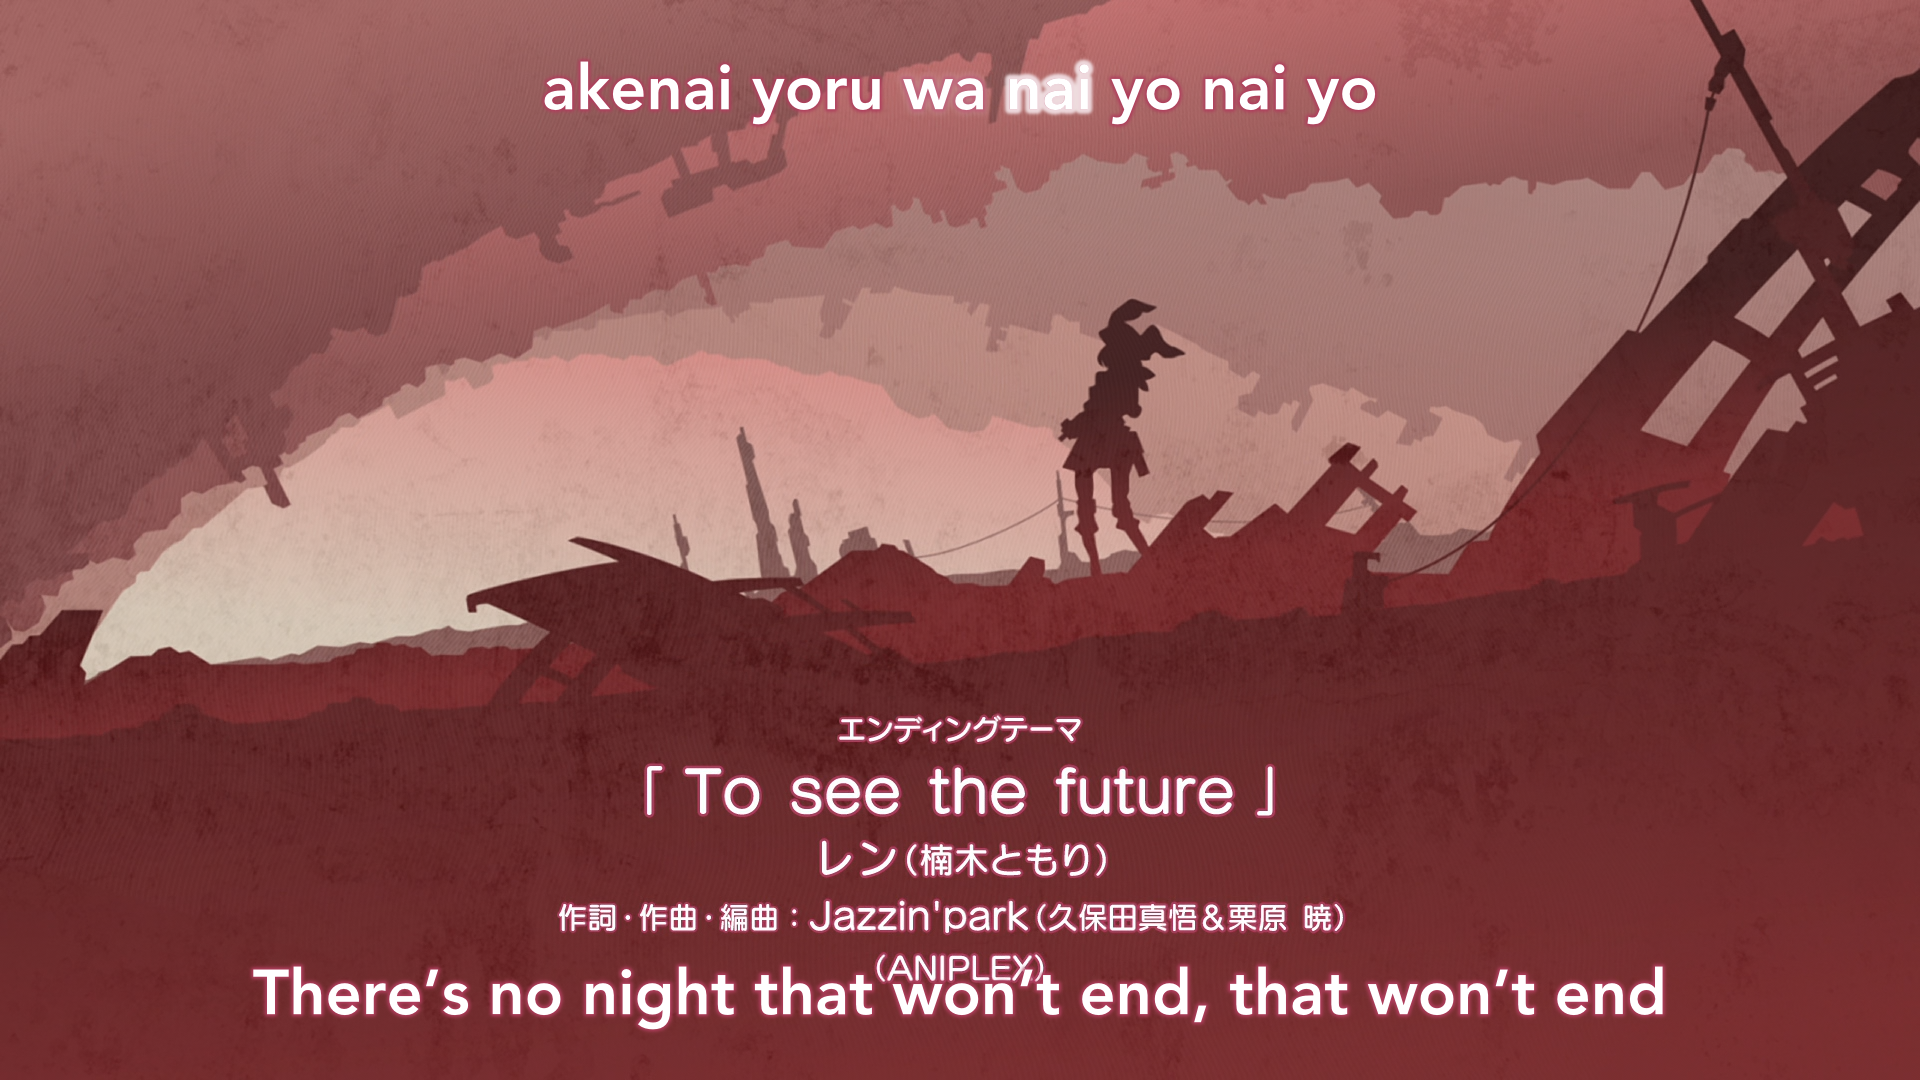 akenai yoru wa nai yo nai yo
エンディングテーマ
「To see the future」
レン(楠木ともり)
作詞・作曲・編曲：Jazzin'park(久保田真悟&栗原 暁)
(ANIPLEX)
There’s no night that won’t end, that won’t end